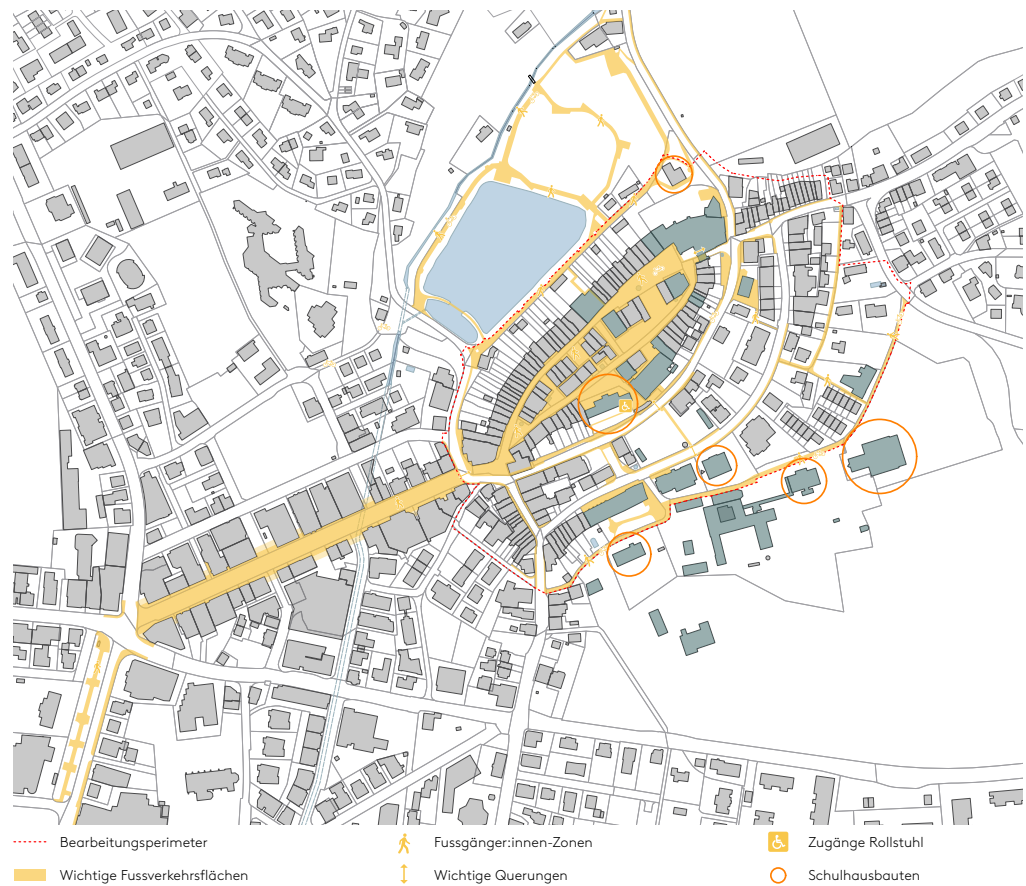 Bearbeitungsperimeter
Fussgänger:innen-Zonen
Zugänge Rollstuhl
Wichtige Fussverkehrsflächen
Wichtige Querungen
Schulhausbauten